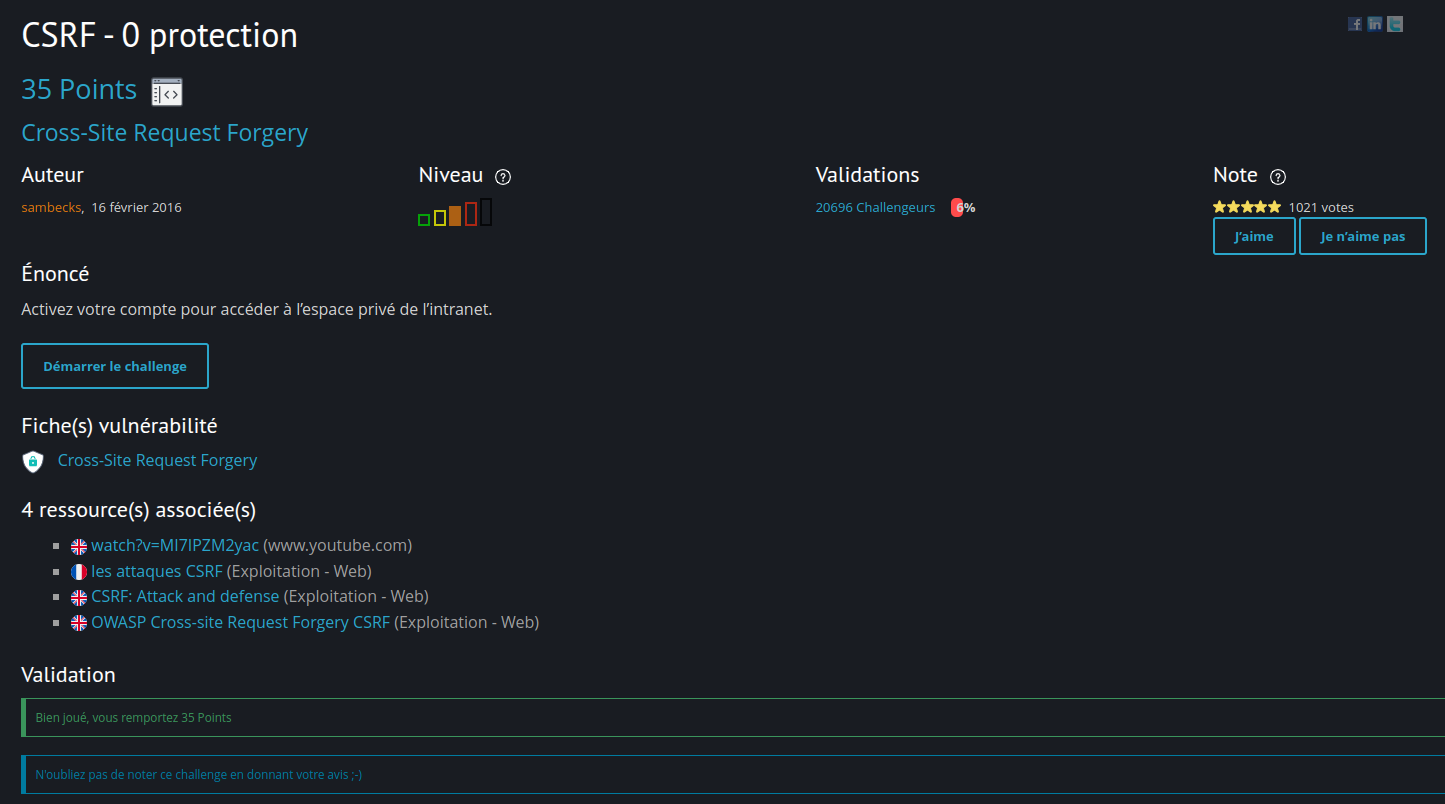 CSRF - 0 protection
35 Points
Cross-Site Request Forgery
Auteur Niveau ? Validations Note ?
sambecks, 16 février 2016 20696 Challengeurs 6% 1021 votes
J’aime Je n’aime pas
Énoncé
Activez votre compte pour accéder à l’espace privé de l’intranet.
Démarrer le challenge
Fiche(s) vulnérabilité
Cross-Site Request Forgery
4 ressource(s) associée(s)
watch?v=MI7IPZM2yac (www.youtube.com)
les attaques CSRF (Exploitation - Web)
CSRF: Attack and defense (Exploitation - Web)
OWASP Cross-site Request Forgery CSRF (Exploitation - Web)
Validation
Bien joué, vous remportez 35 Points
N'oubliez pas de noter ce challenge en donnant votre avis ;-)